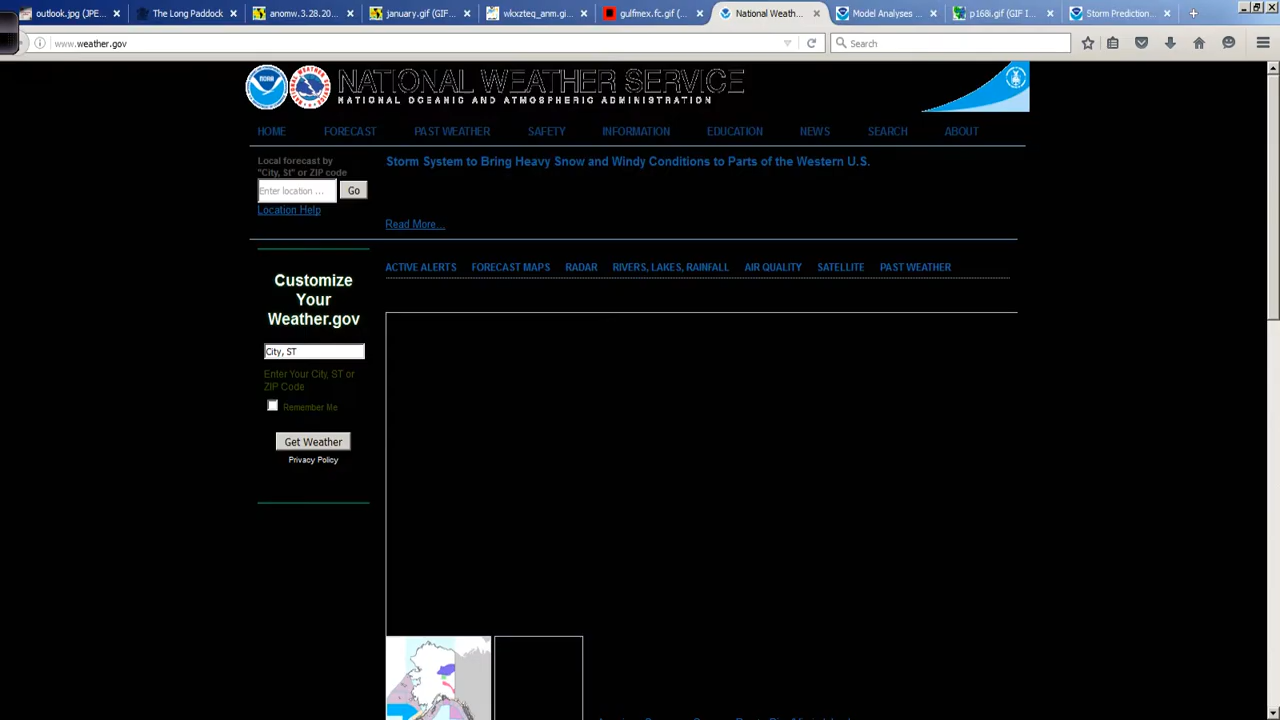 outlook.jpg (JPE...
The Long Paddock
anomw.3.28.20...
january.gif (GIF...
wkxzteq_anm.gi...
gulfmex.fc.gif (...
National Weath...
Model Analyses ...
p168i.gif (GIF I...
Storm Prediction...
www.weather.gov
Search
NOAA
NATIONAL WEATHER SERVICE
NATIONAL OCEANIC AND ATMOSPHERIC ADMINISTRATION
HOME FORECAST PAST WEATHER SAFETY INFORMATION EDUCATION NEWS SEARCH ABOUT
Local forecast by
"City, St" or ZIP code
Enter location ...
Go
Location Help
Storm System to Bring Heavy Snow and Windy Conditions to Parts of the Western U.S.
Read More...
ACTIVE ALERTS FORECAST MAPS RADAR RIVERS, LAKES, RAINFALL AIR QUALITY SATELLITE PAST WEATHER
Customize
Your
Weather.gov
City, ST
Enter Your City, ST or
ZIP Code
Remember Me
Get Weather
Privacy Policy